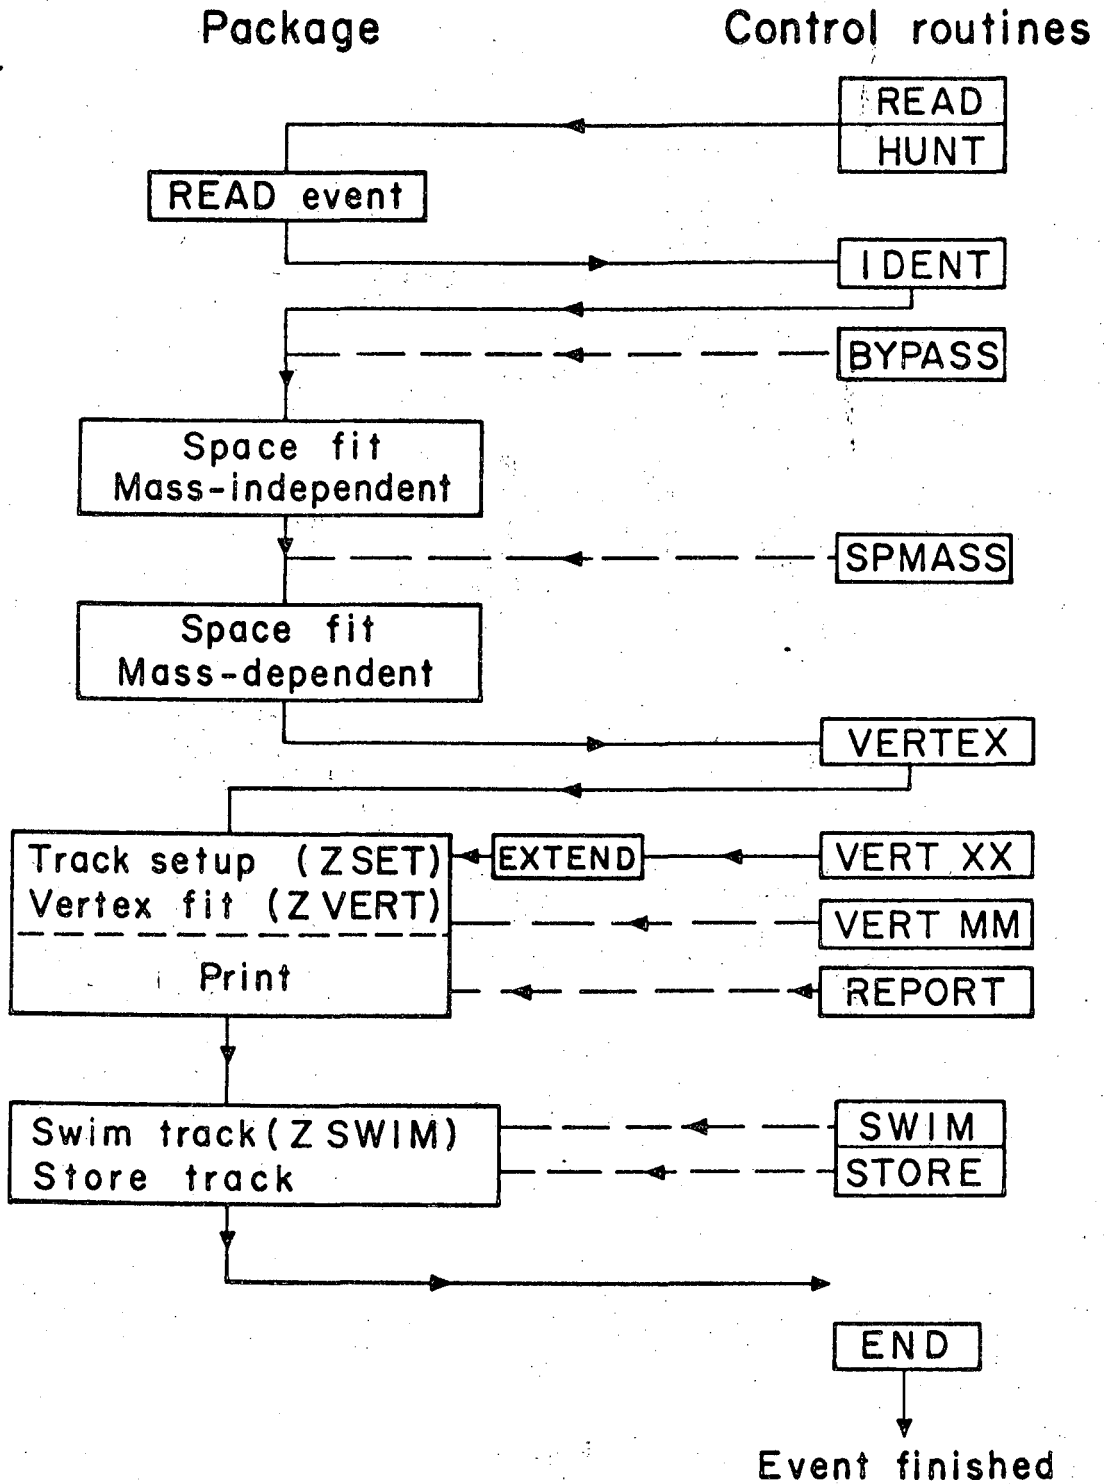 Package
Control routines
READ
HUNT
READ event
IDENT
BYPASS
Space fit
Mass-independent
SPMASS
Space fit
Mass-dependent
VERTEX
Track setup (ZSET)
EXTEND
VERT XX
Vertex fit (ZVERT)
VERT MM
Print
REPORT
Swim track (ZSWIM)
SWIM
Store track
STORE
END
Event finished